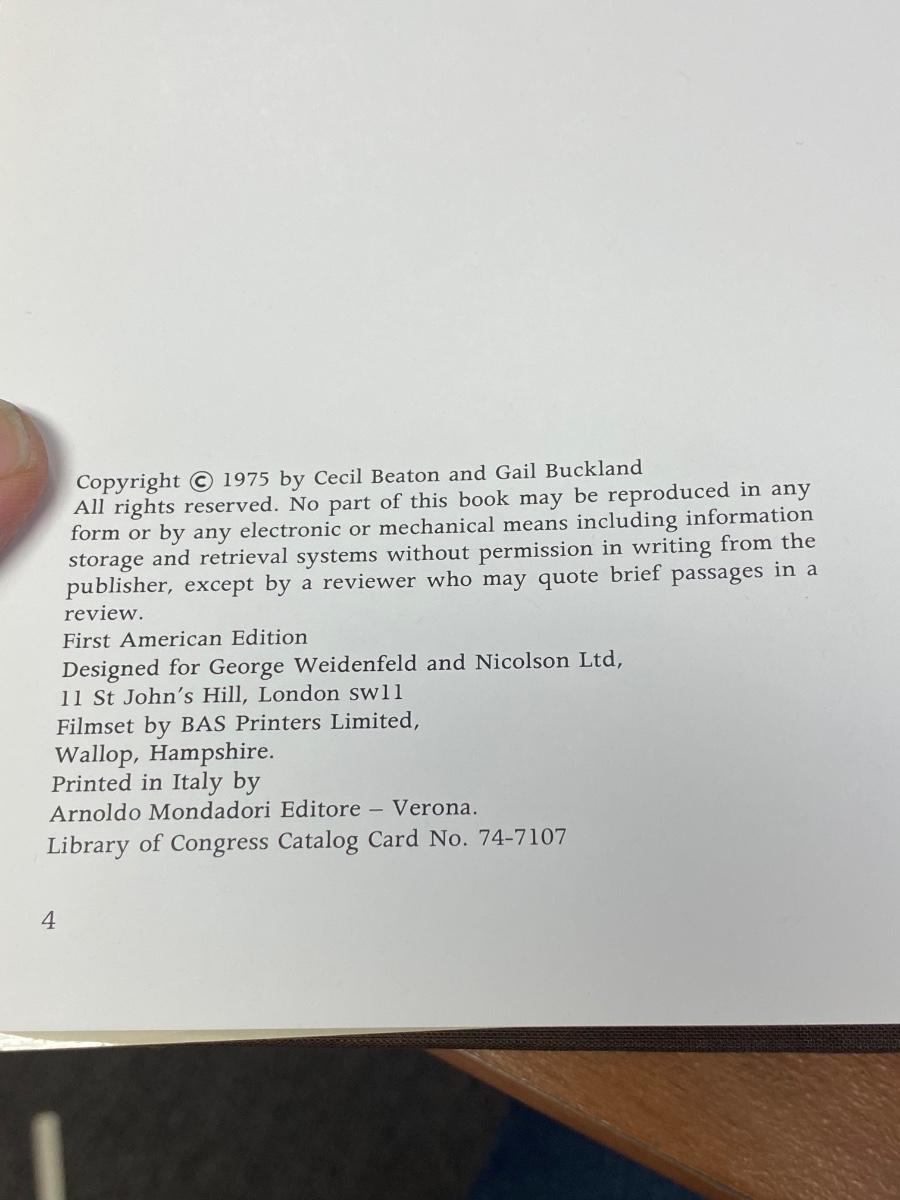 Copyright © 1975 by Cecil Beaton and Gail Buckland
All rights reserved. No part of this book may be reproduced in any
form or by any electronic or mechanical means including information
storage and retrieval systems without permission in writing from the
publisher, except by a reviewer who may quote brief passages in a
review.
First American Edition
Designed for George Weidenfeld and Nicolson Ltd,
11 St John's Hill, London sw11
Filmset by BAS Printers Limited,
Wallop, Hampshire.
Printed in Italy by
Arnoldo Mondadori Editore – Verona.
Library of Congress Catalog Card No. 74-7107
4